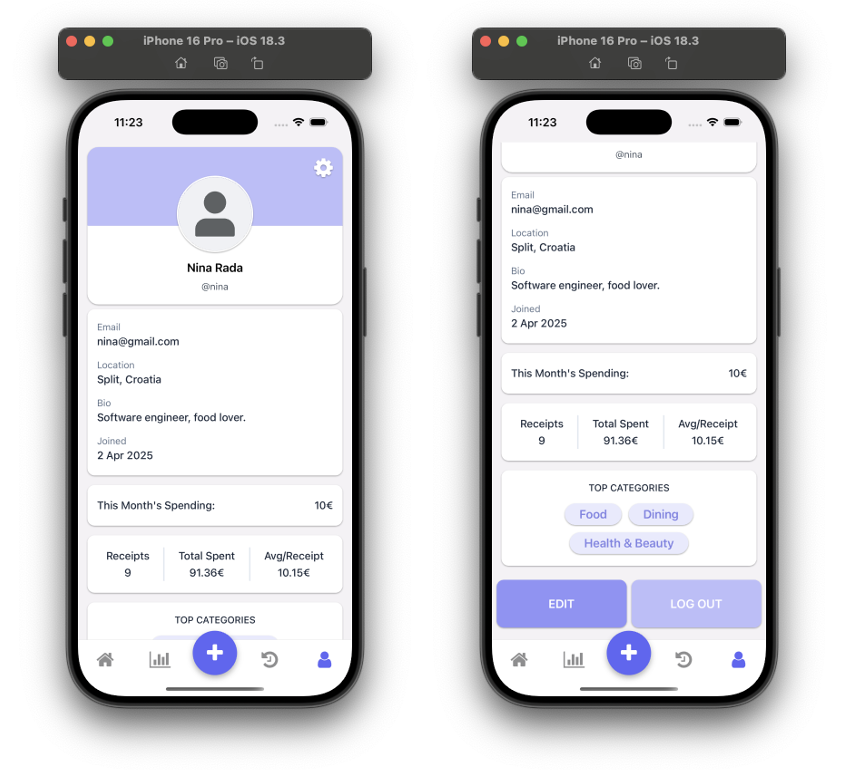 iPhone 16 Pro – iOS 18.3
11:23
Nina Rada
@nina
Email
nina@gmail.com
Location
Split, Croatia
Bio
Software engineer, food lover.
Joined
2 Apr 2025
This Month's Spending: 10€
Receipts Total Spent Avg/Receipt
9 91.36€ 10.15€
TOP CATEGORIES
iPhone 16 Pro – iOS 18.3
11:23
@nina
Email
nina@gmail.com
Location
Split, Croatia
Bio
Software engineer, food lover.
Joined
2 Apr 2025
This Month's Spending: 10€
Receipts Total Spent Avg/Receipt
9 91.36€ 10.15€
TOP CATEGORIES
Food Dining
Health & Beauty
EDIT LOG OUT